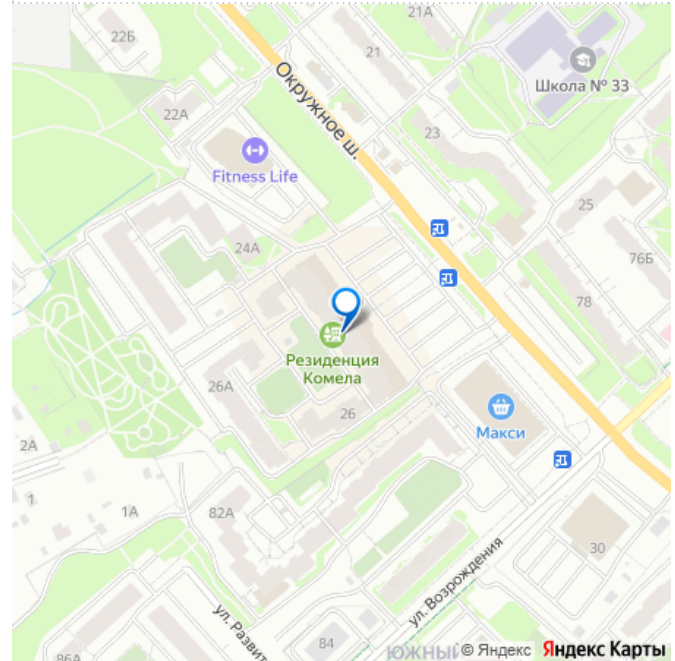 22Б
21А
21
Школа № 33
Окружное ш.
22А
23
Fitness Life
25
24А
76Б
78
Резиденция
Комела
26А
26
Макси
2А
1
1А
82А
30
ул. Возрождения
ул. Развит
84
ЮЖНЫЙ
© Яндекс Яндекс Карты
86А